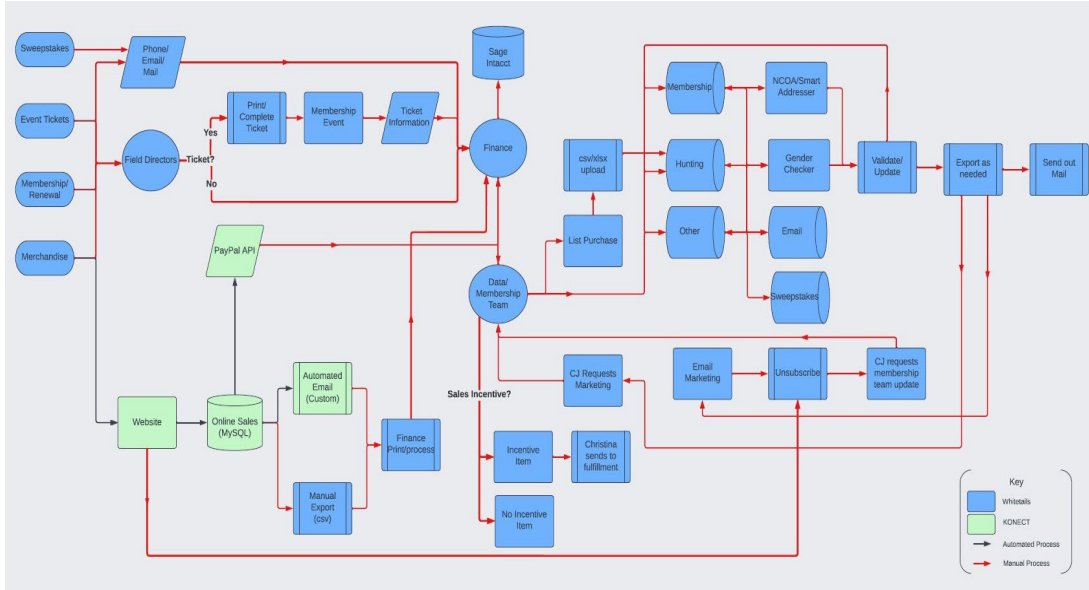 Sweepstakes
Phone/
Email/
Mail
Sage
Intacct
Event Tickets
Print/
Complete
Ticket
Membership
Event
Ticket
Information
Yes
Field Directors
Ticket?
No
Finance
Membership/
Renewal
Merchandise
PayPal API
csv/xlsx
upload
List Purchase
Data/
Membership
Team
Membership
NCOA/Smart
Addresser
Hunting
Gender
Checker
Validate/
Update
Export as
needed
Send out
Mail
Other
Email
Sweepstakes
Website
Online Sales
(MySQL)
Automated
Email
(Custom)
Manual
Export
(csv)
Finance
Print/process
CJ Requests
Marketing
Email
Marketing
Unsubscribe
CJ requests
membership
team update
Sales Incentive?
Incentive
Item
Christina
sends to
fulfillment
No Incentive
Item
Key
Whitetails
KONECT
Automated Process
Manual Process